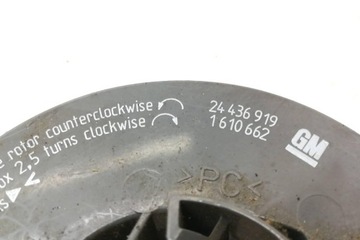 e rotor counterclockwise
ox 2,5 turns clockwise
24 436 919
1 610 662
GM
>PC<